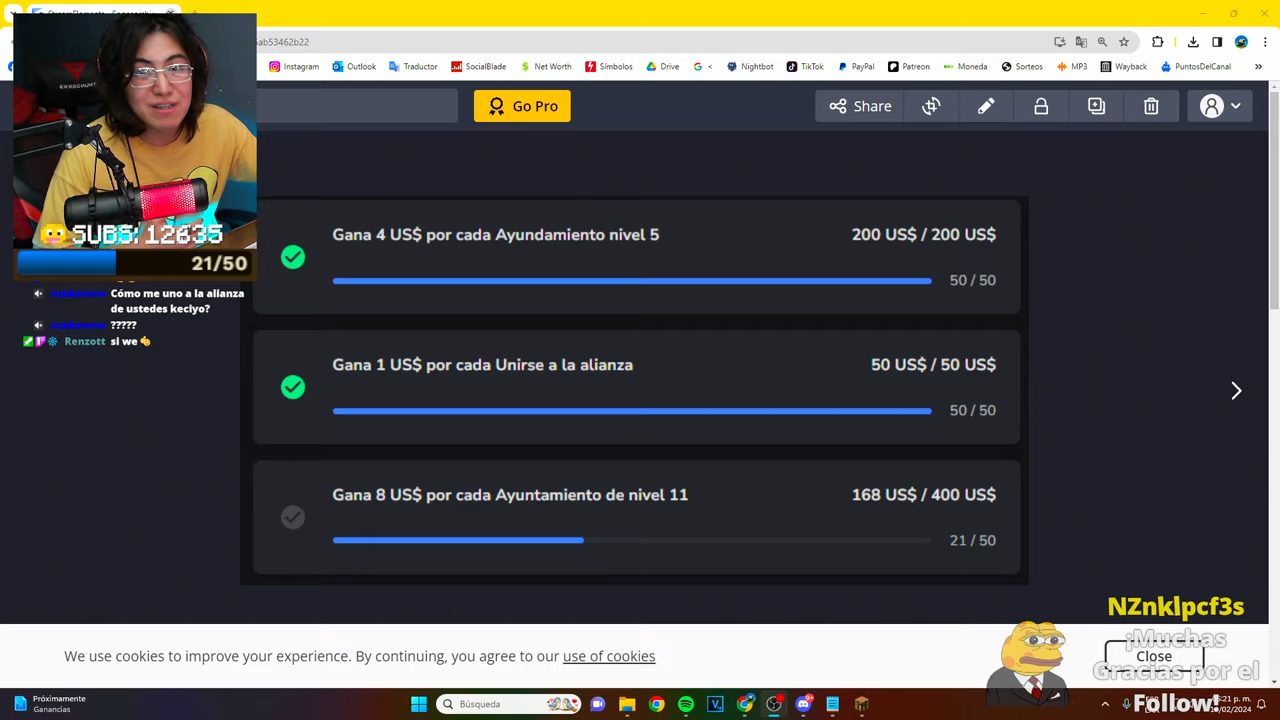 ab53462b22
Instagram
Outlook
Traductor
SocialBlade
Net Worth
Símbolos
Drive
<
Nightbot
TikTok
PayPal
Patreon
Moneda
Sorteos
MP3
Wayback
PuntosDelCanal
»
Go Pro
Share
SUBS: 12635
21/50
Cómo me uno a la alianza
de ustedes keciyo?
?????
Renzott si we
Gana 4 US$ por cada Ayundamiento nivel 5
200 US$ / 200 US$
50 / 50
Gana 1 US$ por cada Unirse a la alianza
50 US$ / 50 US$
50 / 50
Gana 8 US$ por cada Ayuntamiento de nivel 11
168 US$ / 400 US$
21 / 50
NZnklpcf3s
¡Muchas
Gracias por el
Follow!
We use cookies to improve your experience. By continuing, you agree to our use of cookies
Close
Próximamente
Ganancias
Búsqueda